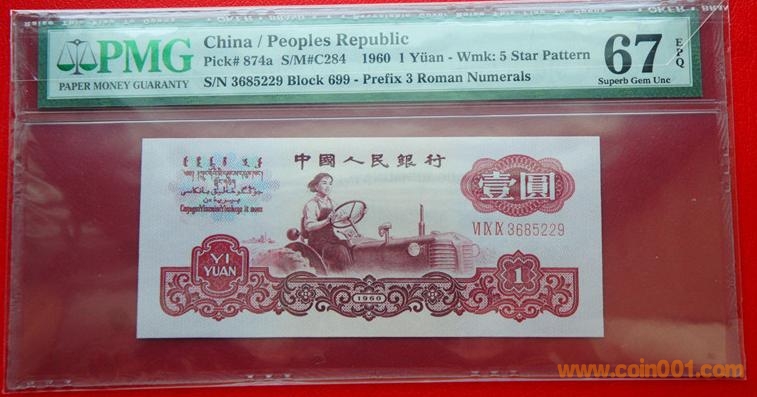 PMG
PAPER MONEY GUARANTY
China / Peoples Republic
Pick# 874a S/M#C284 1960 1 Yüan - Wmk: 5 Star Pattern
S/N 3685229 Block 699 - Prefix 3 Roman Numerals
67 EPQ
Superb Gem Unc
中國人民銀行
壹圓
VI IX IX 3685229
YI
YUAN
1960
1
www.coin001.com